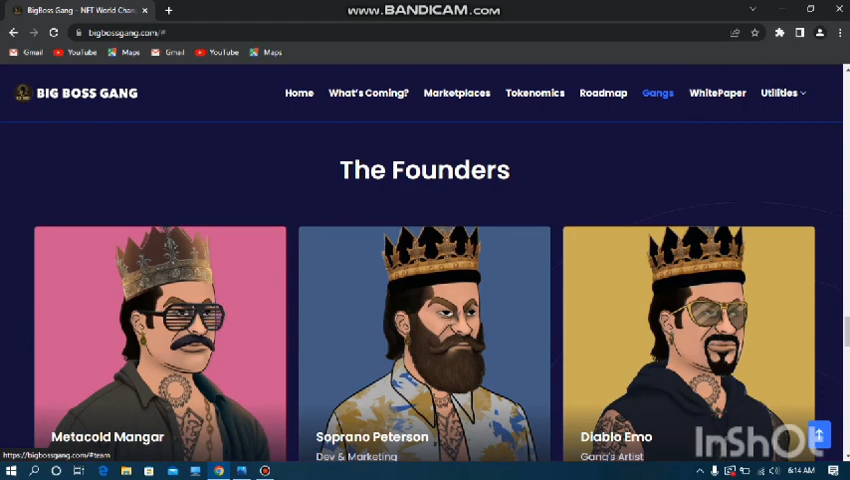 www.BANDICAM.com
BigBoss Gang – NFT World Chan
bigbossgang.com/#
Gmail YouTube Maps Gmail YouTube Maps
BIG BOSS GANG
Home What's Coming? Marketplaces Tokenomics Roadmap Gangs WhitePaper Utilities
The Founders
Metacold Mangar
Soprano Peterson
Dev & Marketing
Diablo Emo
Gang's Artist
InShOt
https://bigbossgang.com/#team
6:14 AM